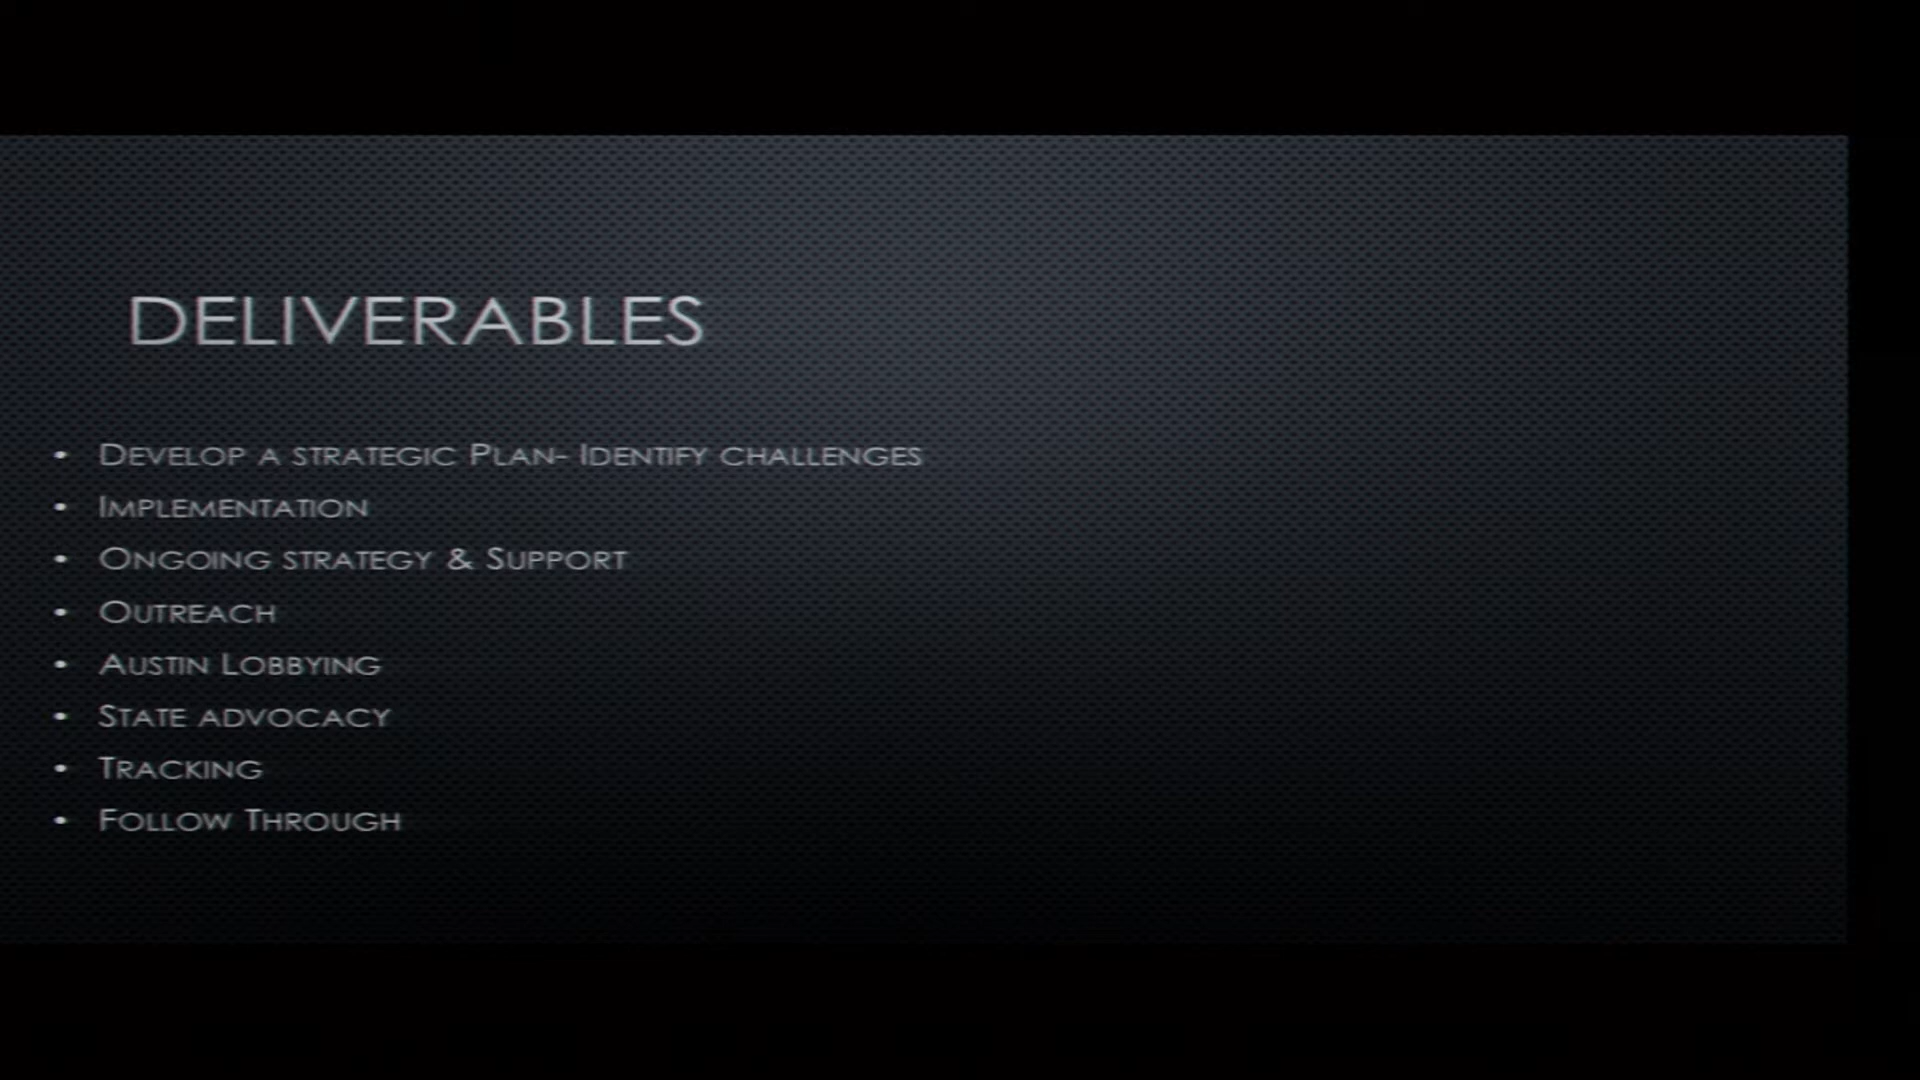 DELIVERABLES
• DEVELOP A STRATEGIC PLAN- IDENTIFY CHALLENGES
• IMPLEMENTATION
• ONGOING STRATEGY & SUPPORT
• OUTREACH
• AUSTIN LOBBYING
• STATE ADVOCACY
• TRACKING
• FOLLOW THROUGH